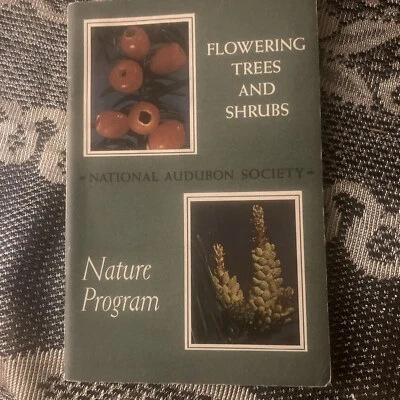 FLOWERING
TREES
AND
SHRUBS
NATIONAL AUDUBON SOCIETY
Nature
Program